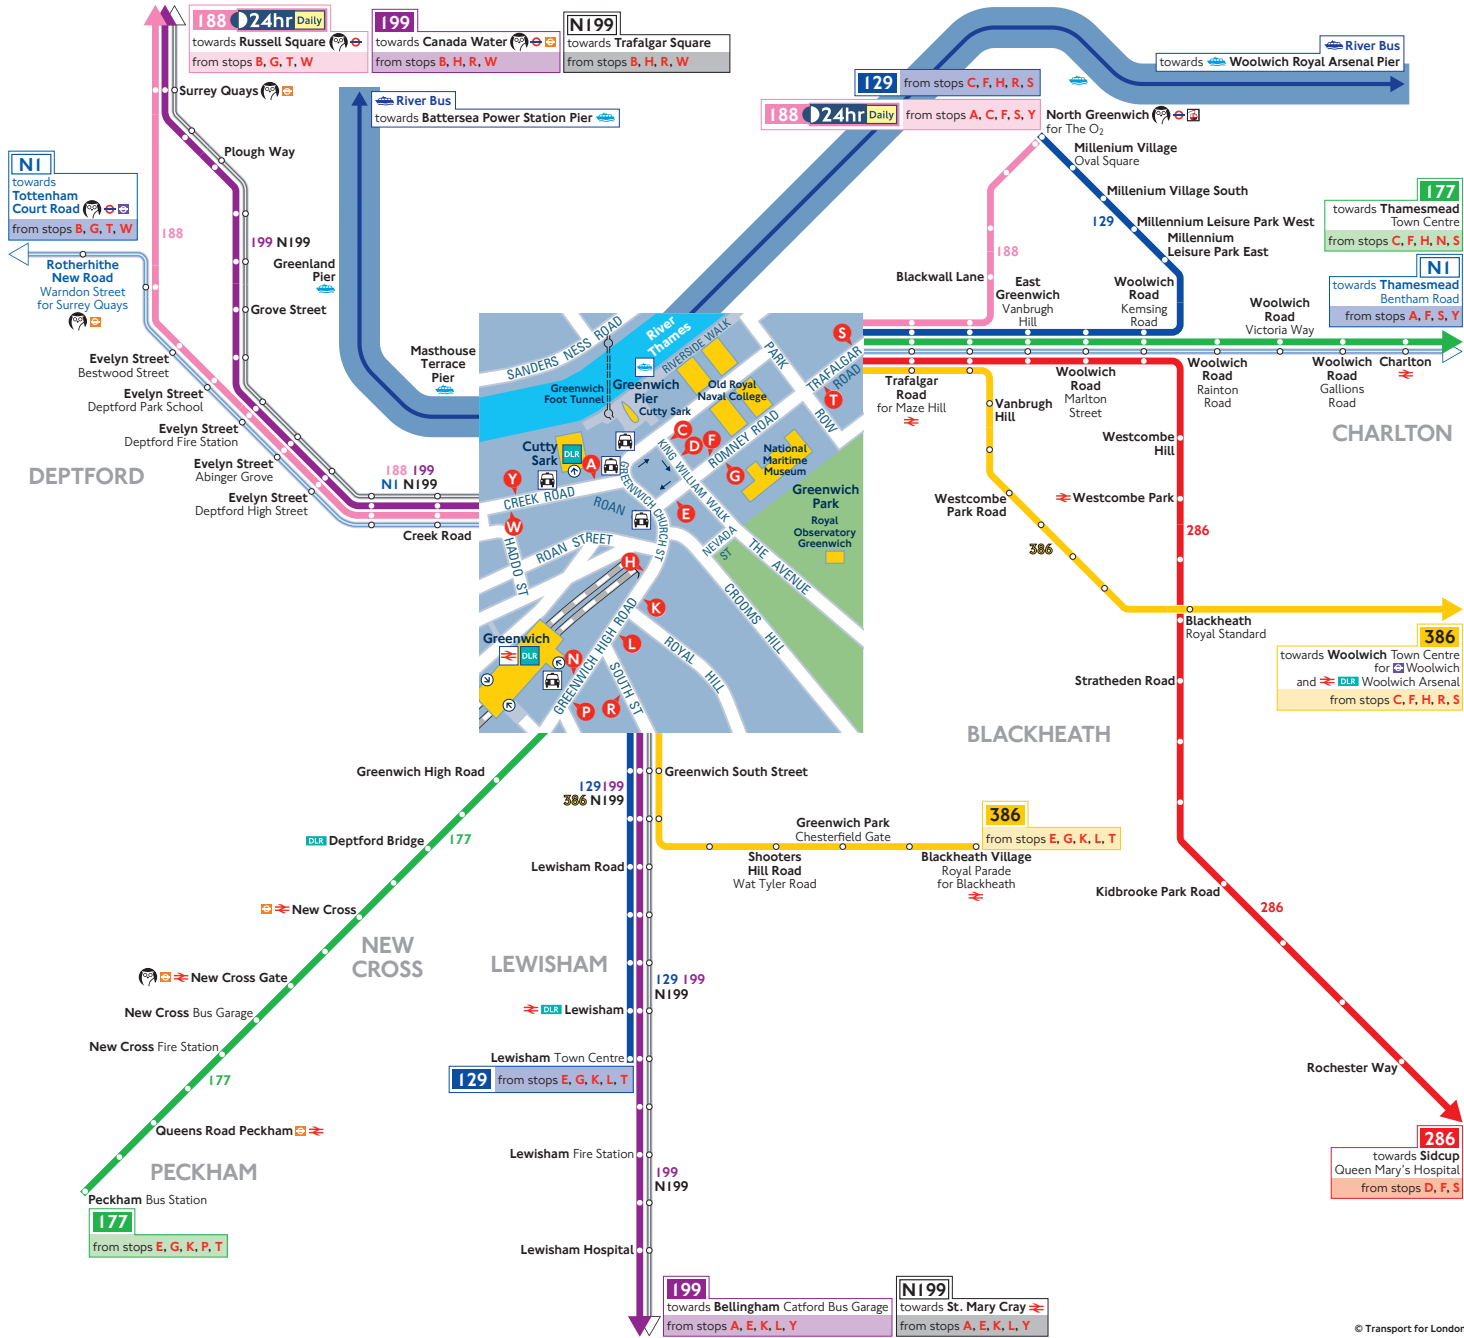 188 24hr Daily
towards Russell Square
from stops B, G, T, W
199
towards Canada Water
from stops B, H, R, W
N199
towards Trafalgar Square
from stops B, H, R, W
River Bus
towards Woolwich Royal Arsenal Pier
129 from stops C, F, H, R, S
188 24hr Daily from stops A, C, F, S, Y
River Bus
towards Battersea Power Station Pier
Surrey Quays
Plough Way
N1
towards
Tottenham
Court Road
from stops B, G, T, W
188
199 N199
Greenland
Pier
Rotherhithe
New Road
Warndon Street
for Surrey Quays
Grove Street
Evelyn Street
Bestwood Street
Evelyn Street
Deptford Park School
Evelyn Street
Deptford Fire Station
Evelyn Street
Abinger Grove
Evelyn Street
Deptford High Street
DEPTFORD
188 199
N1 N199
Creek Road
Masthouse
Terrace
Pier
North Greenwich
for The O2
Millenium Village
Oval Square
Millenium Village South
129
Millennium Leisure Park West
Millennium
Leisure Park East
188
Blackwall Lane
East
Greenwich
Vanbrugh
Hill
Woolwich
Road
Kemsing
Road
Woolwich
Road
Victoria Way
177
towards Thamesmead
Town Centre
from stops C, F, H, N, S
N1
towards Thamesmead
Bentham Road
from stops A, F, S, Y
Trafalgar
Road
for Maze Hill
Vanbrugh
Hill
Woolwich
Road
Marlton
Street
Woolwich
Road
Rainton
Road
Woolwich
Road
Gallions
Road
Charlton
CHARLTON
Westcombe
Hill
Westcombe Park
Westcombe
Park Road
286
386
Blackheath
Royal Standard
386
towards Woolwich Town Centre
for Woolwich
and DLR Woolwich Arsenal
from stops C, F, H, R, S
Stratheden Road
BLACKHEATH
SANDERS NESS ROAD
River
Thames
RIVERSIDE WALK
PARK
ROW
S
TRAFALGAR
ROAD
T
Greenwich
Foot Tunnel
Greenwich
Pier
Cutty Sark
Old Royal
Naval College
C
D
F
ROMNEY ROAD
G
National
Maritime
Museum
Greenwich
Park
Royal
Observatory
Greenwich
Cutty
Sark
DLR
A
Y
CREEK ROAD
W
ROAN
GREENWICH CHURCH ST
KING WILLIAM WALK
E
NEVADA
ST
THE AVENUE
HADDO ST
ROAN STREET
H
CROOMS HILL
K
L
GREENWICH HIGH ROAD
ROYAL HILL
SOUTH ST
Greenwich
DLR
N
P
R
Greenwich High Road
DLR Deptford Bridge
177
New Cross
New Cross Gate
New Cross Bus Garage
New Cross Fire Station
177
NEW
CROSS
Queens Road Peckham
PECKHAM
Peckham Bus Station
177
from stops E, G, K, P, T
129 199
386 N199
Greenwich South Street
Lewisham Road
LEWISHAM
129 199
N199
DLR Lewisham
Lewisham Town Centre
129 from stops E, G, K, L, T
Lewisham Fire Station
199
N199
Lewisham Hospital
199
towards Bellingham Catford Bus Garage
from stops A, E, K, L, Y
N199
towards St. Mary Cray
from stops A, E, K, L, Y
Greenwich Park
Chesterfield Gate
Shooters
Hill Road
Wat Tyler Road
Blackheath Village
Royal Parade
for Blackheath
386
from stops E, G, K, L, T
Kidbrooke Park Road
286
Rochester Way
286
towards Sidcup
Queen Mary's Hospital
from stops D, F, S
© Transport for London